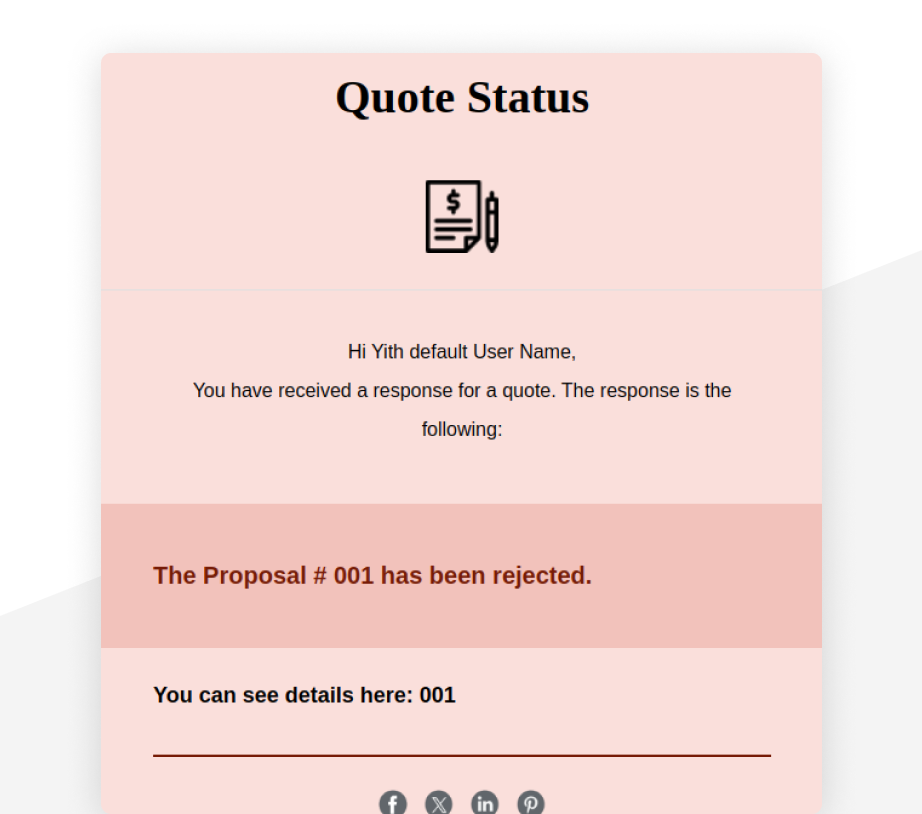 Quote Status
$
Hi Yith default User Name,
You have received a response for a quote. The response is the
following:
The Proposal # 001 has been rejected.
You can see details here: 001